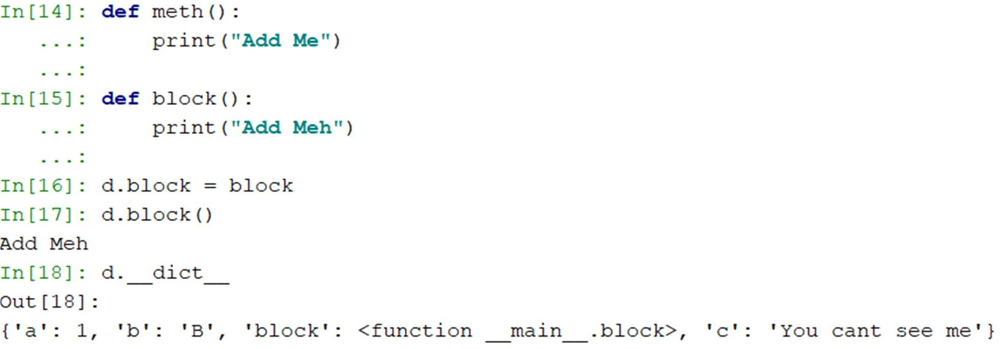 In[14]: def meth():
   ...:     print("Add Me")
   ...:
In[15]: def block():
   ...:     print("Add Meh")
   ...:
In[16]: d.block = block
In[17]: d.block()
Add Meh
In[18]: d.__dict__
Out[18]:
{'a': 1, 'b': 'B', 'block': <function __main__.block>, 'c': 'You cant see me'}